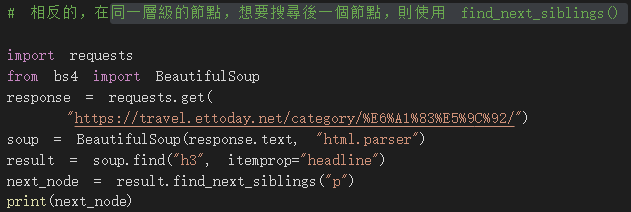 # 相反的，在同一層級的節點，想要搜尋後一個節點，則使用 find_next_siblings()
import requests
from bs4 import BeautifulSoup
response = requests.get(
"https://travel.ettoday.net/category/%E6%A1%83%E5%9C%92/")
soup = BeautifulSoup(response.text, "html.parser")
result = soup.find("h3", itemprop="headline")
next_node = result.find_next_siblings("p")
print(next_node)